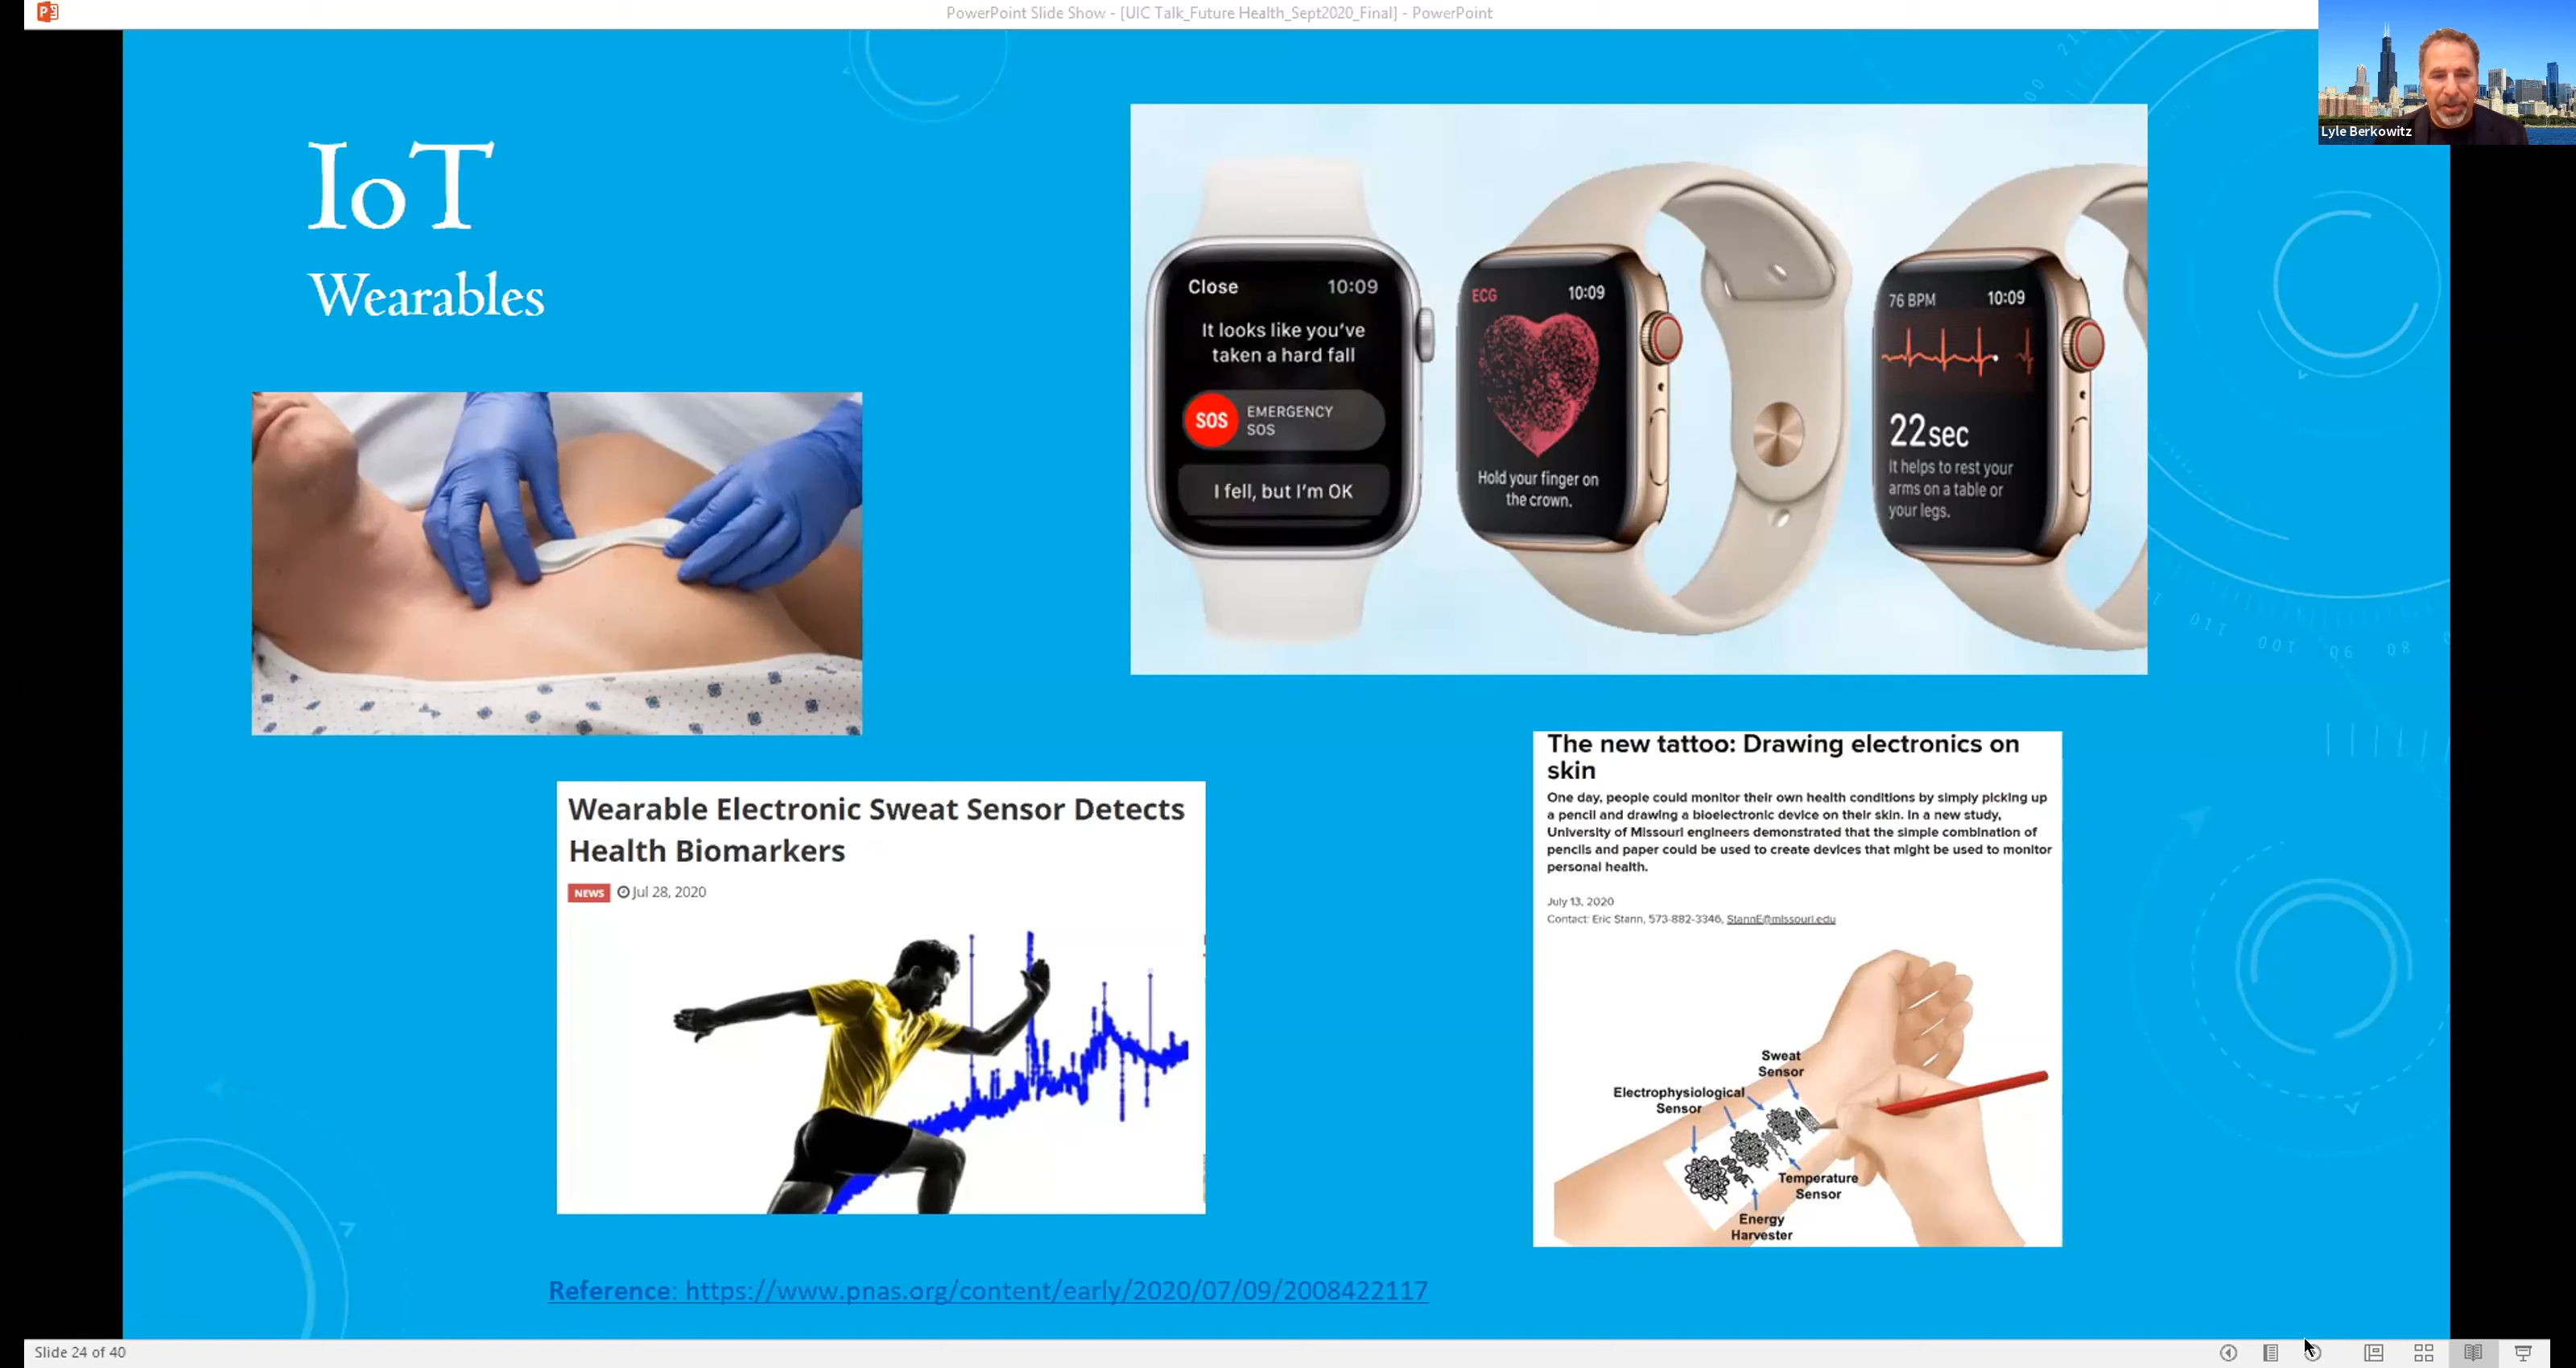 PowerPoint Slide Show - [UIC Talk_Future Health_Sept2020_Final] - PowerPoint
Lyle Berkowitz
IoT
Wearables
Close 10:09
It looks like you've
taken a hard fall
SOS EMERGENCY
SOS
I fell, but I'm OK
ECG 10:09
Hold your finger on
the crown.
76 BPM 10:09
22sec
It helps to rest your
arms on a table or
your legs.
Wearable Electronic Sweat Sensor Detects
Health Biomarkers
NEWS Jul 28, 2020
The new tattoo: Drawing electronics on
skin
One day, people could monitor their own health conditions by simply picking up
a pencil and drawing a bioelectronic device on their skin. In a new study,
University of Missouri engineers demonstrated that the simple combination of
pencils and paper could be used to create devices that might be used to monitor
personal health.
July 13, 2020
Contact: Eric Stann, 573-882-3346, StannE@missouri.edu
Sweat
Sensor
Electrophysiological
Sensor
Temperature
Sensor
Energy
Harvester
Reference: https://www.pnas.org/content/early/2020/07/09/2008422117
Slide 24 of 40